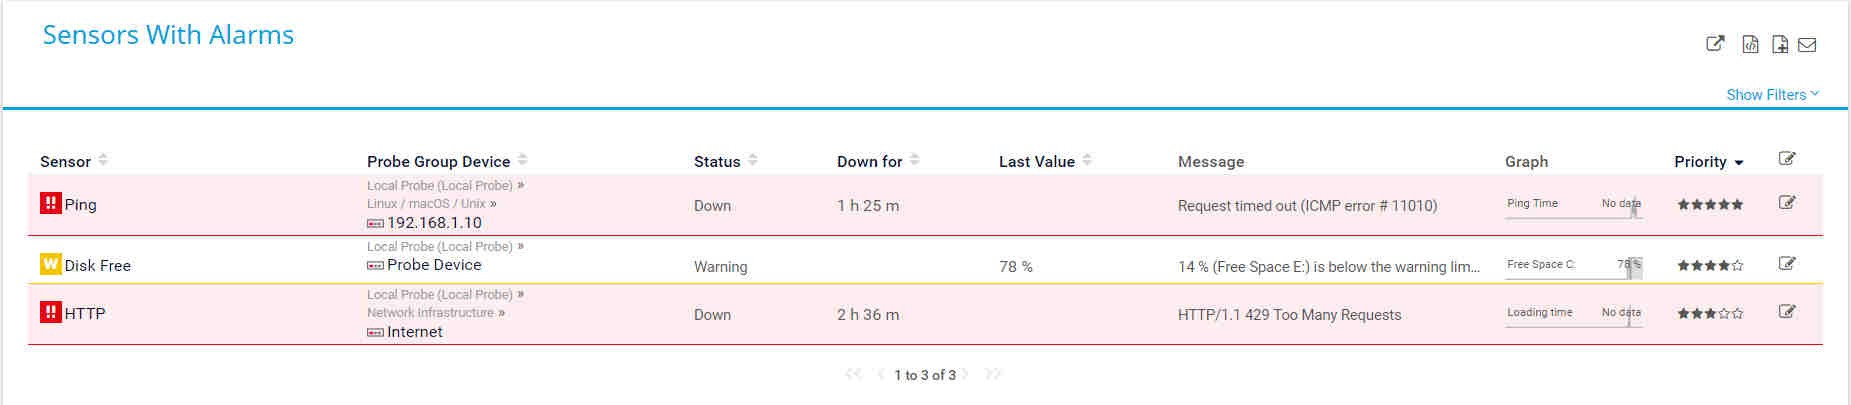 Sensors With Alarms
Show Filters
Sensor Probe Group Device Status Down for Last Value Message Graph Priority
Local Probe (Local Probe) »
Linux / macOS / Unix »
!! Ping 192.168.1.10 Down 1 h 25 m Request timed out (ICMP error # 11010) Ping Time No data
Local Probe (Local Probe) »
W Disk Free Probe Device Warning 78 % 14 % (Free Space E:) is below the warning lim... Free Space C: 78 %
Local Probe (Local Probe) »
Network Infrastructure »
!! HTTP Internet Down 2 h 36 m HTTP/1.1 429 Too Many Requests Loading time No data
1 to 3 of 3